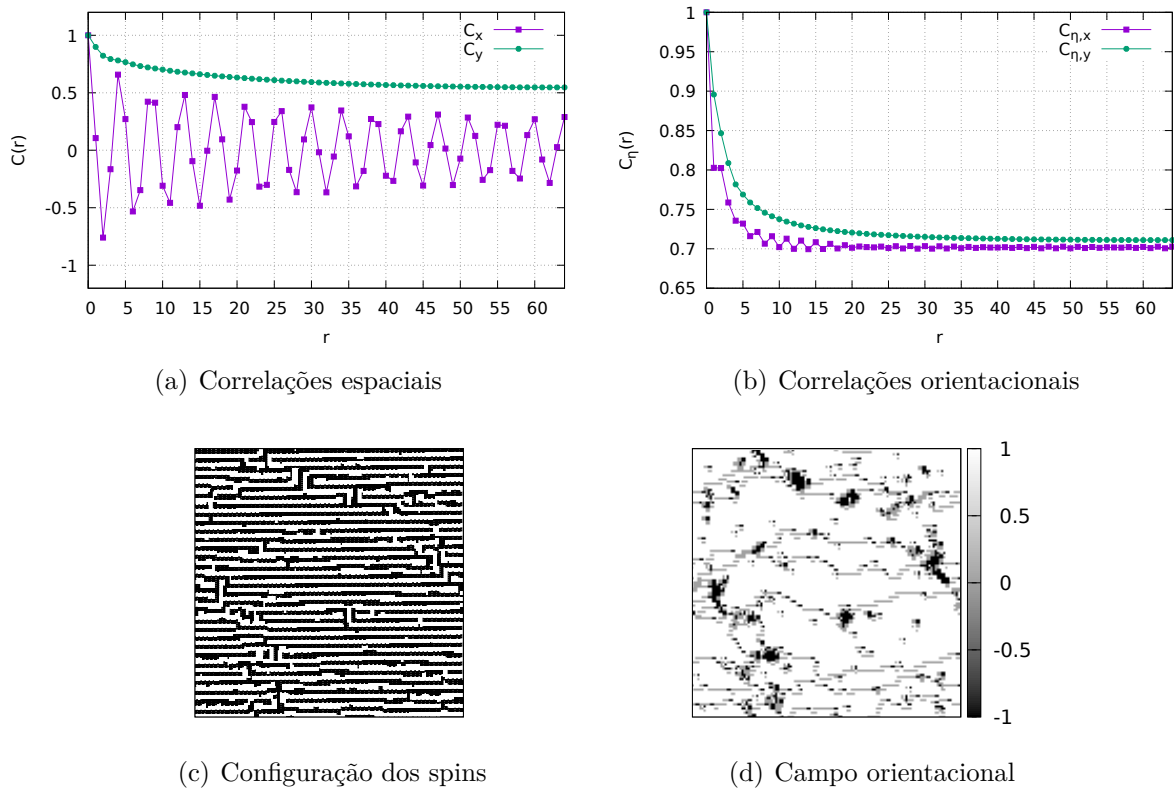 C(r)
1
0.5
0
-0.5
-1
C_x
C_y
0 5 10 15 20 25 30 35 40 45 50 55 60
r
(a) Correlações espaciais
C_η(r)
1
0.95
0.9
0.85
0.8
0.75
0.7
0.65
C_η,x
C_η,y
0 5 10 15 20 25 30 35 40 45 50 55 60
r
(b) Correlações orientacionais
(c) Configuração dos spins
1
0.5
0
-0.5
-1
(d) Campo orientacional